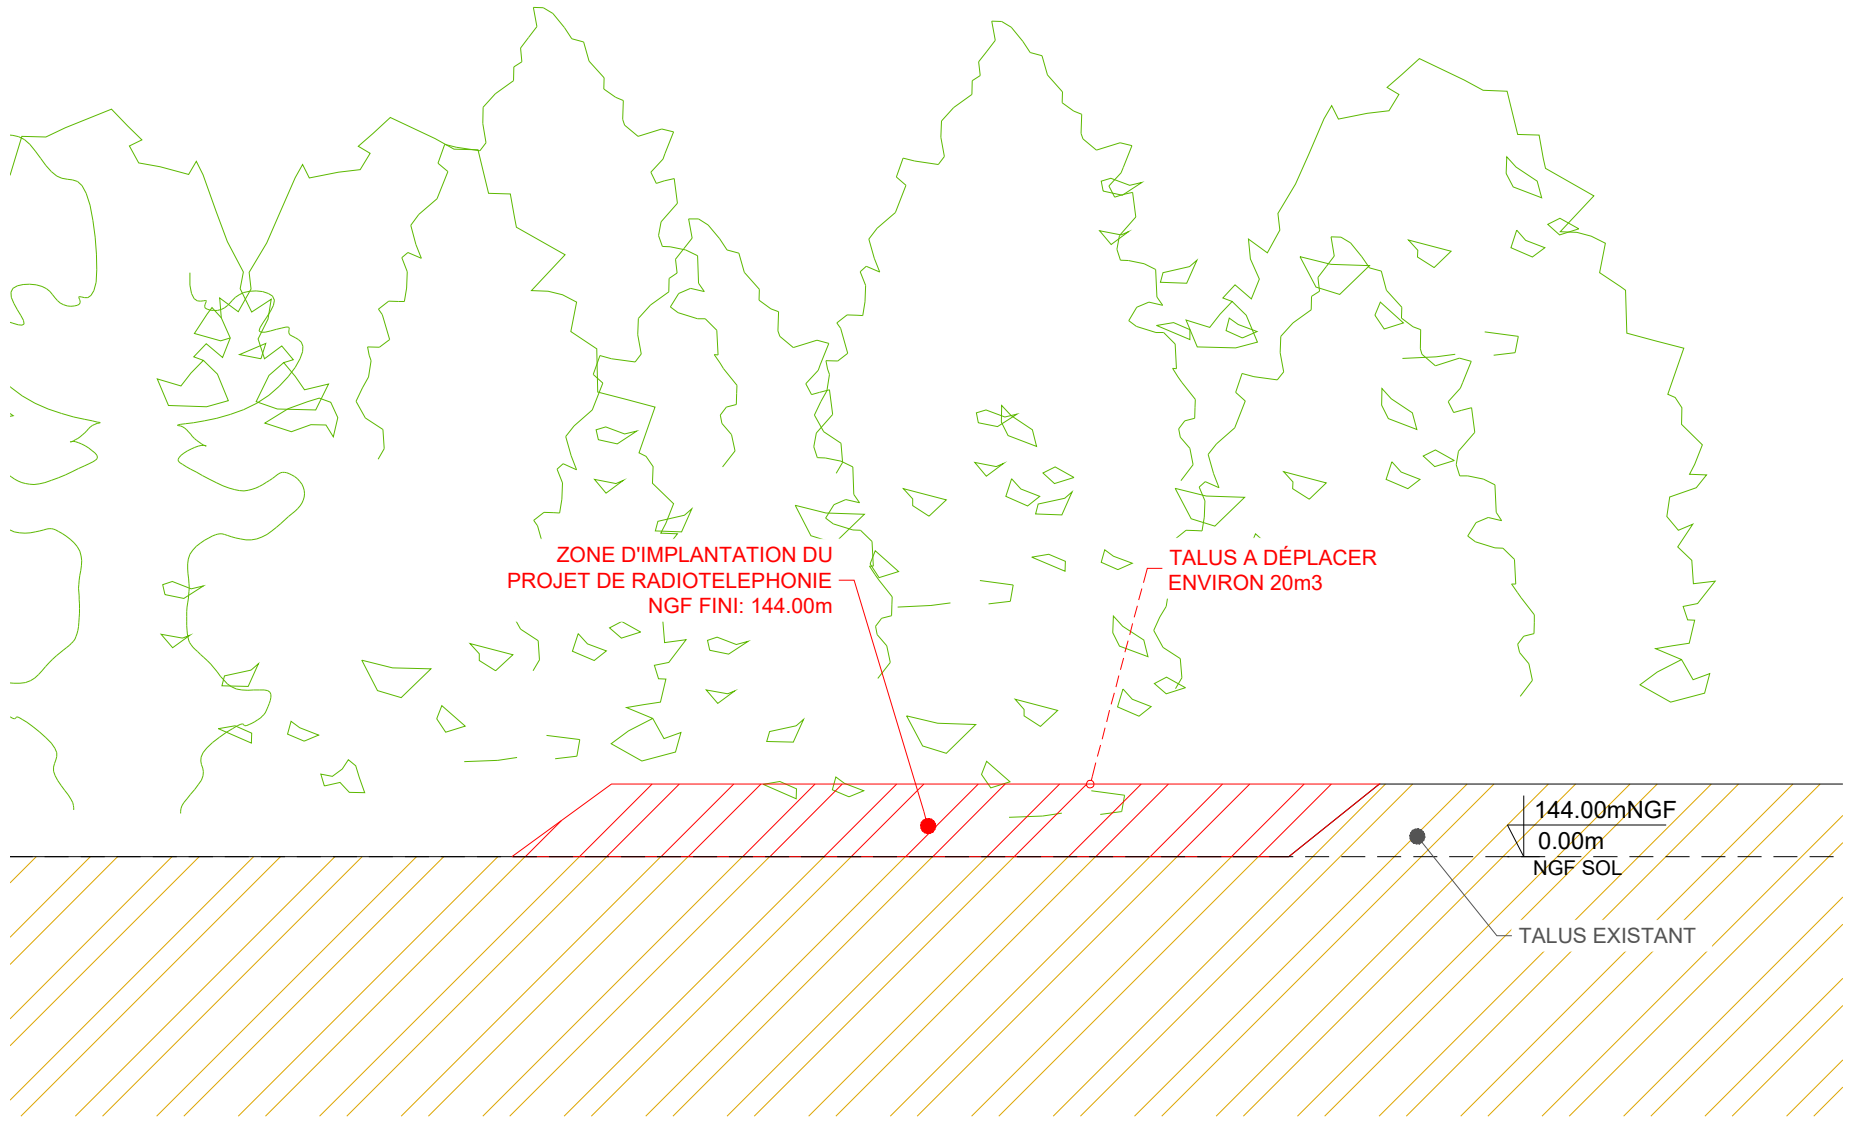 ZONE D'IMPLANTATION DU
PROJET DE RADIOTELEPHONIE
NGF FINI: 144.00m
TALUS A DÉPLACER
ENVIRON 20m3
144.00mNGF
0.00m
NGF SOL
TALUS EXISTANT